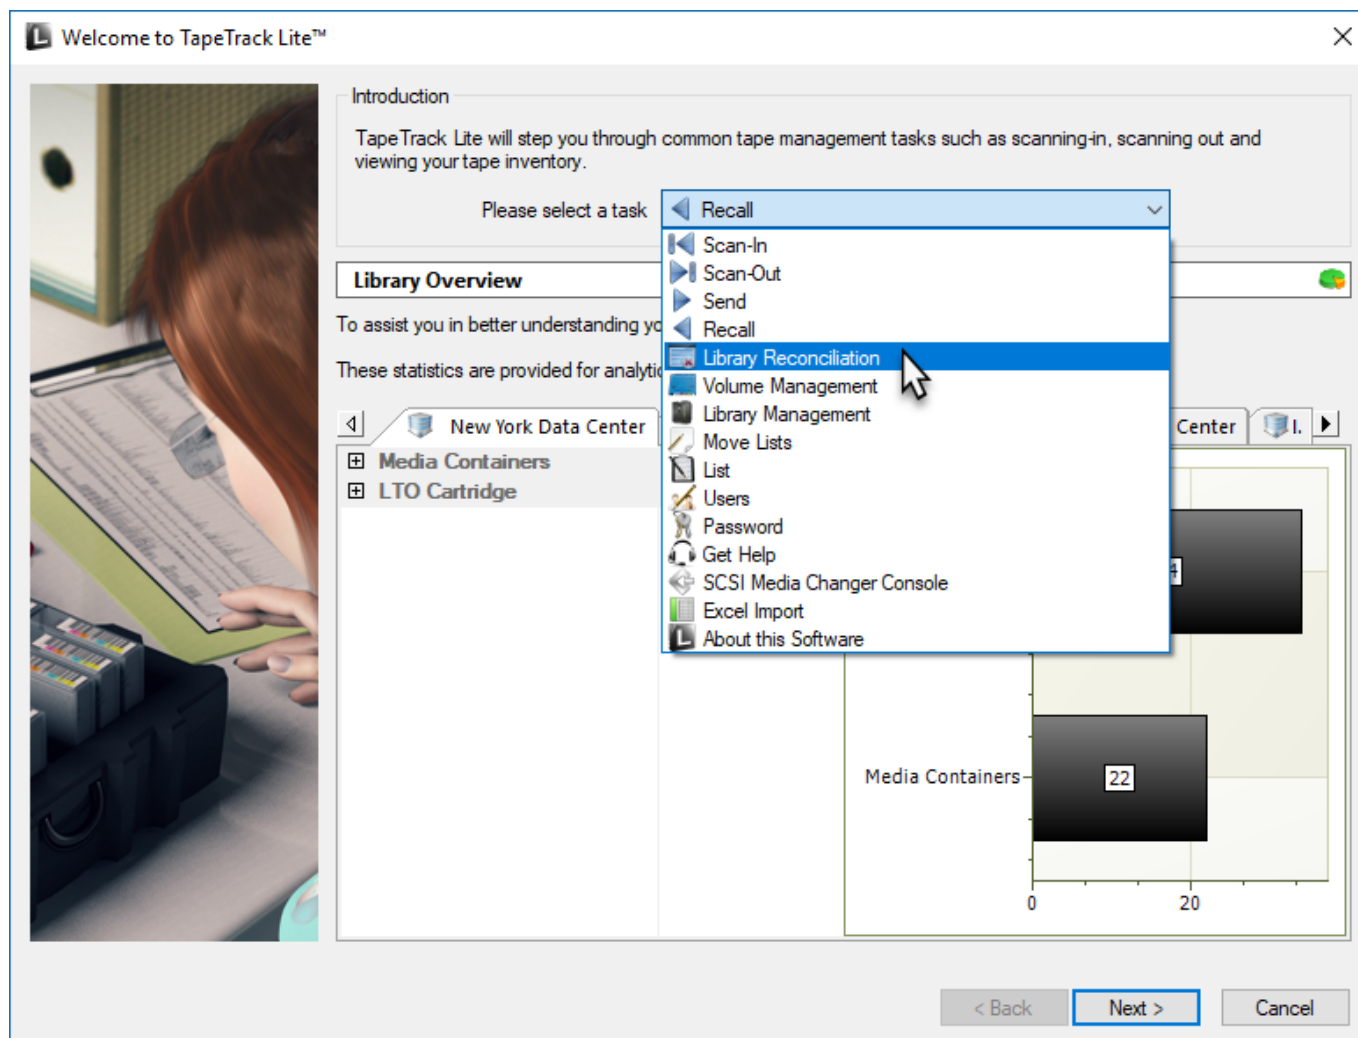 Welcome to TapeTrack Lite™
Introduction
TapeTrack Lite will step you through common tape management tasks such as scanning-in, scanning out and
viewing your tape inventory.
Please select a task
Recall
Scan-In
Scan-Out
Send
Recall
Library Reconciliation
Volume Management
Library Management
Move Lists
List
Users
Password
Get Help
SCSI Media Changer Console
Excel Import
About this Software
Library Overview
To assist you in better understanding
These statistics are provided for
New York Data Center
Center
Media Containers
LTO Cartridge
Media Containers
22
0
20
< Back
Next >
Cancel